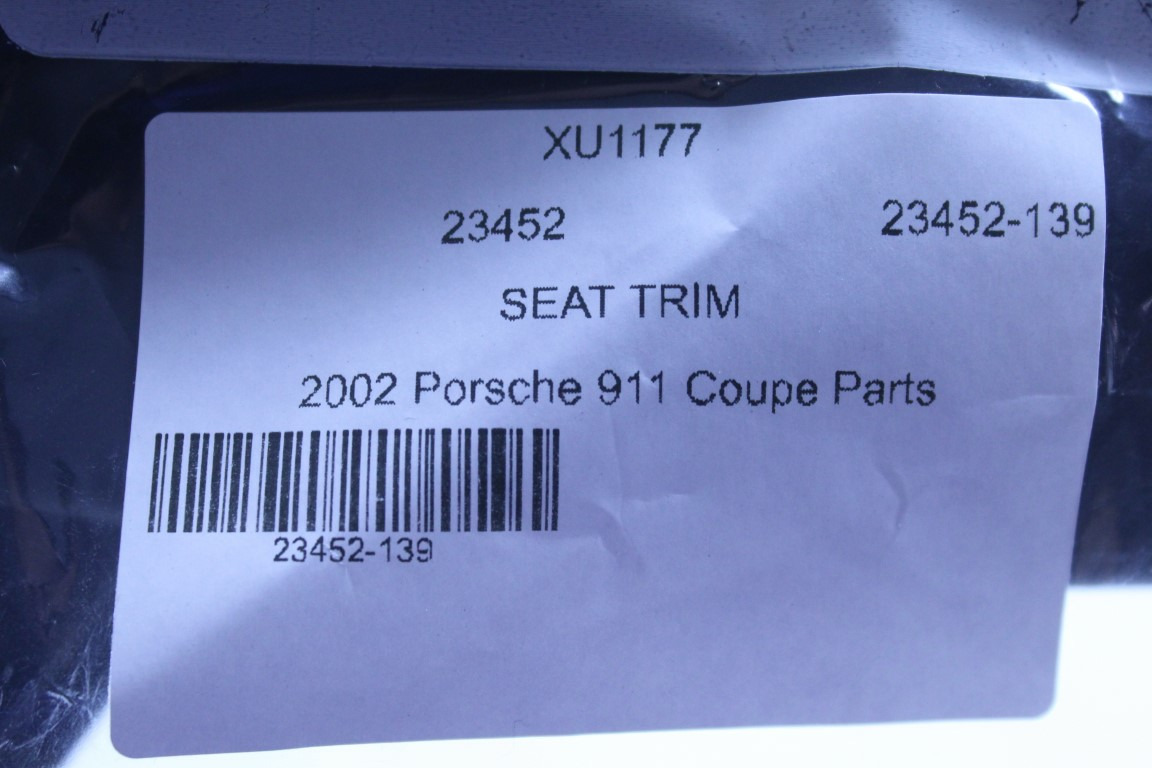 XU1177
23452 23452-139
SEAT TRIM
2002 Porsche 911 Coupe Parts
23452-139